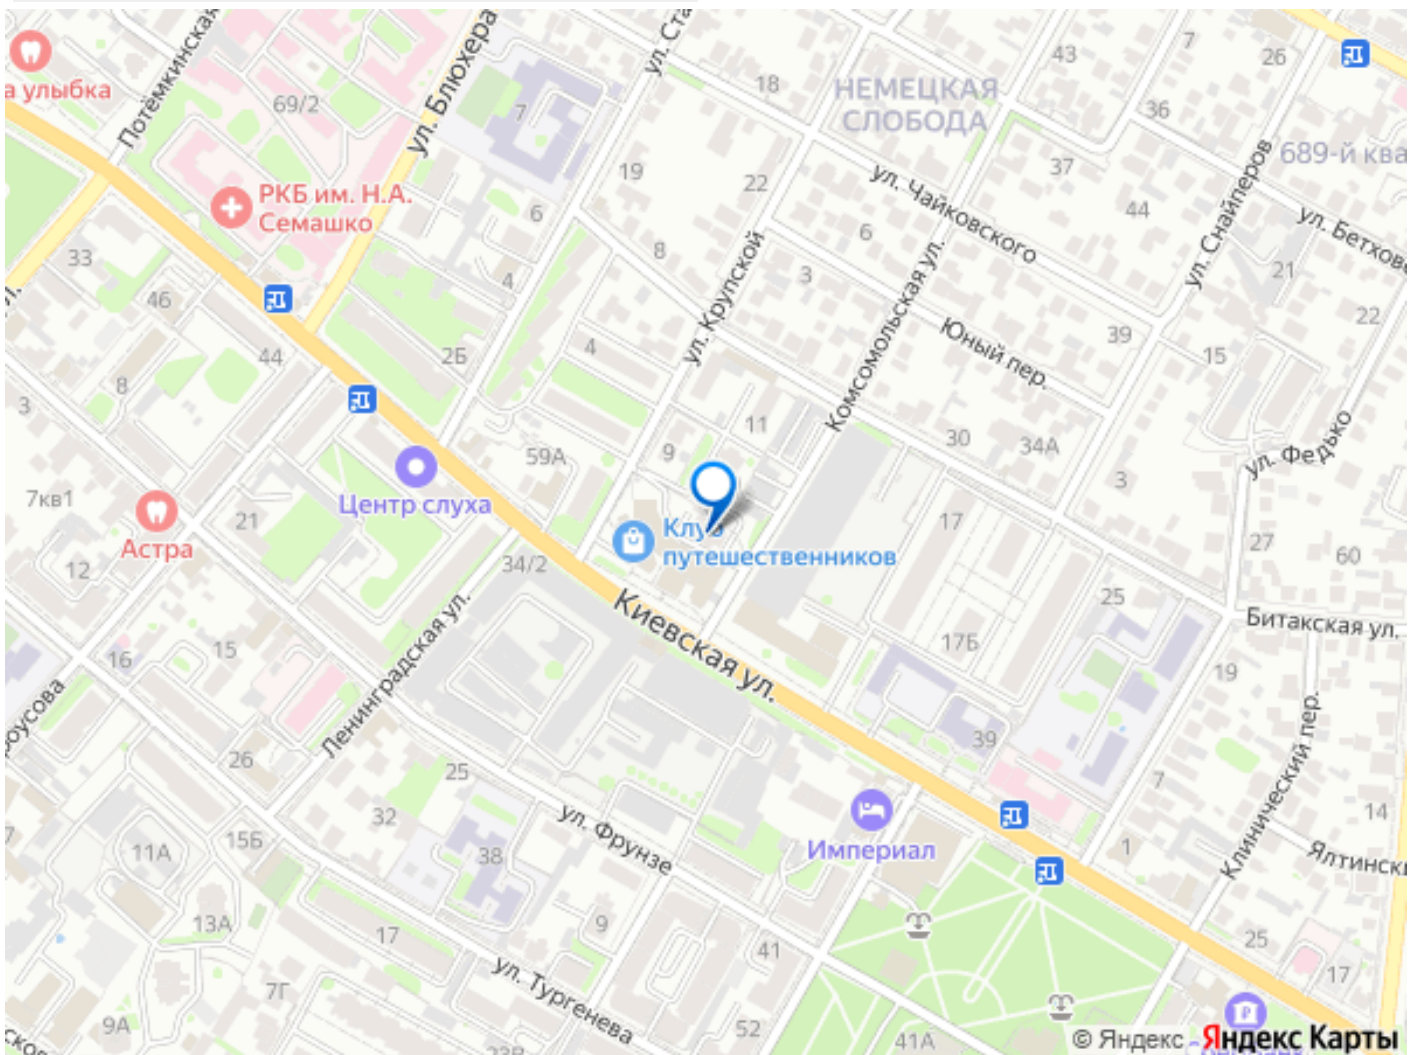 а улыбка
Потёмкинская
69/2
ул. Блюхера
7
ул. Ста
18
НЕМЕЦКАЯ
СЛОБОДА
43
7
26
36
689-й ква
37
19
22
РКБ им. Н.А.
Семашко
6
ул. Чайковского
44
ул. Снайперов
ул. Бетхове
33
8
6
3
21
46
4
ул. Крупской
Комсомольская ул.
22
44
2Б
4
Юный пер.
39
15
8
3
11
30
34А
ул. Федько
9
59А
3
7кв1
Центр слуха
21
Астра
Клуб
путешественников
17
27
60
12
34/2
25
Киевская ул.
Битакская ул.
16
15
17Б
19
Ленинградская ул.
роусова
26
25
39
7
Клинический пер.
32
ул. Фрунзе
14
15Б
11А
38
Империал
1
Ялтински
13А
17
9
41
25
17
7Г
ул. Тургенева
9А
52
41А
23В
© Яндекс Яндекс Карты